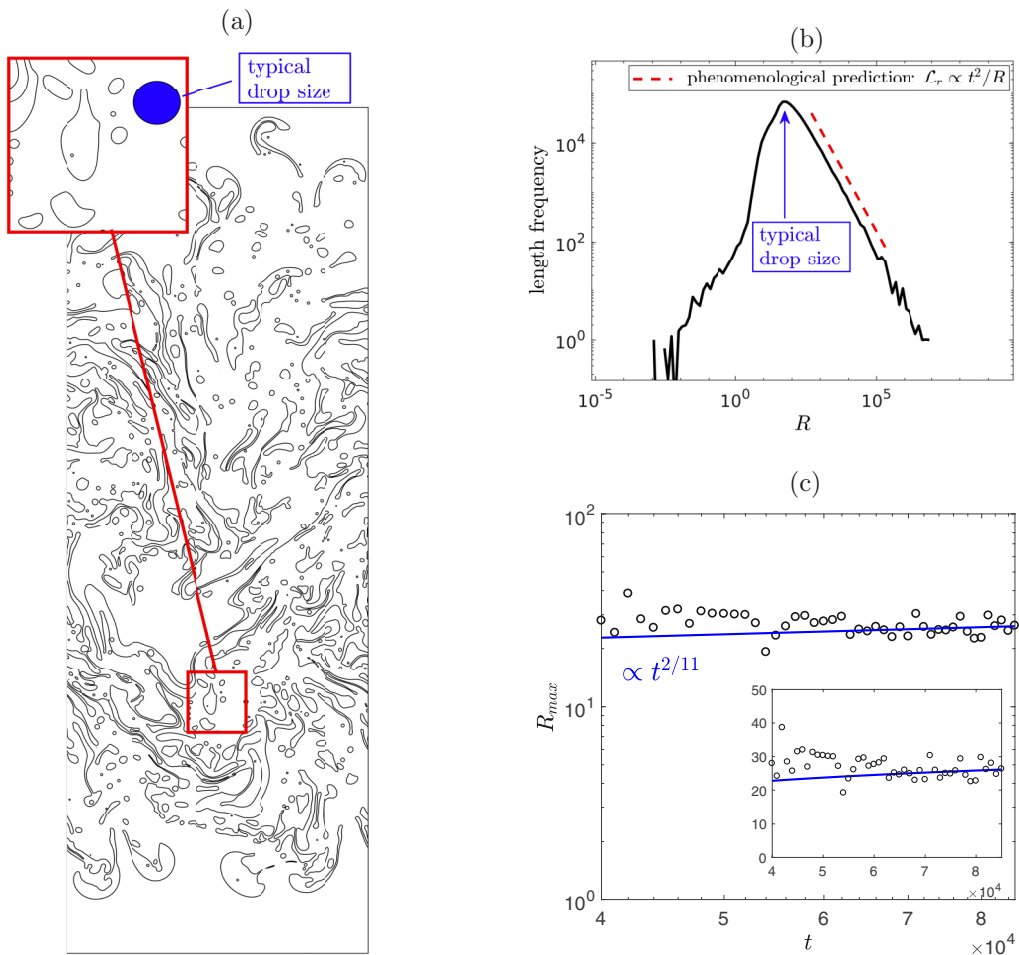 (a)
typical
drop size
(b)
phenomenological prediction: ℒᵣ ∝ t²/R
length frequency
10⁴
10²
10⁰
typical
drop size
10⁻⁵
10⁰
10⁵
R
(c)
10²
10¹
10⁰
R_max
∝ t^{2/11}
50
40
30
20
10
0
4
5
6
7
8
×10⁴
4
5
6
7
8
t
×10⁴